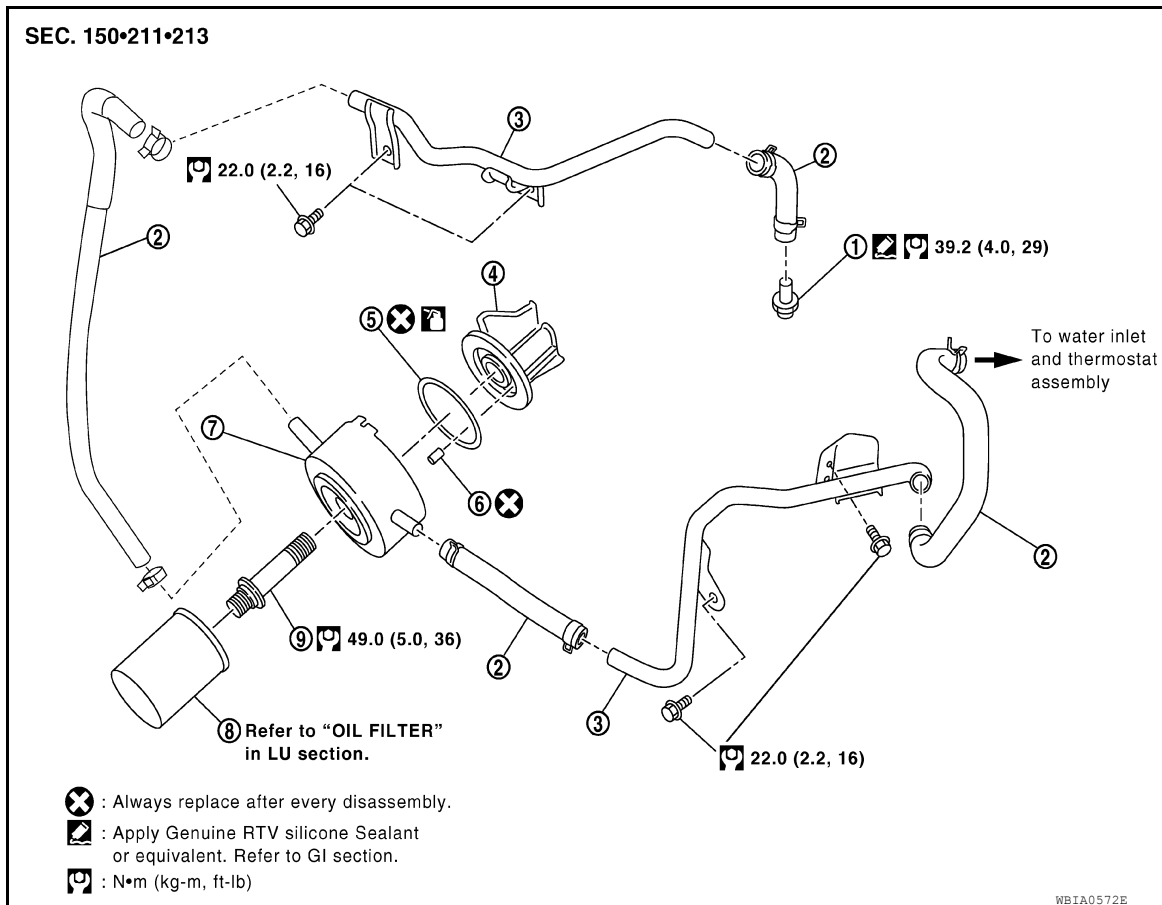 SEC. 150•211•213
3
2
22.0 (2.2, 16)
2
1 39.2 (4.0, 29)
4
5
To water inlet
and thermostat
assembly
7
6
2
9 49.0 (5.0, 36)
2
3
8 Refer to “OIL FILTER”
in LU section.
22.0 (2.2, 16)
: Always replace after every disassembly.
: Apply Genuine RTV silicone Sealant
or equivalent. Refer to GI section.
: N•m (kg-m, ft-lb)
WBIA0572E